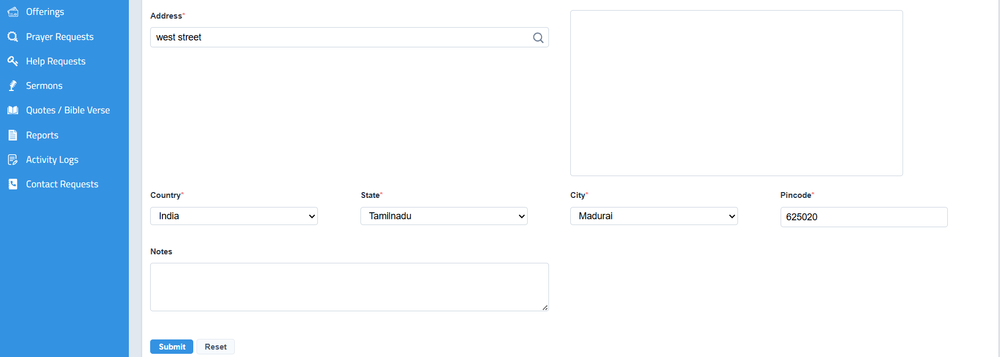 Offerings
Prayer Requests
Help Requests
Sermons
Quotes / Bible Verse
Reports
Activity Logs
Contact Requests
Address*
west street
Country*
State*
City*
Pincode*
India
Tamilnadu
Madurai
625020
Notes
Submit
Reset